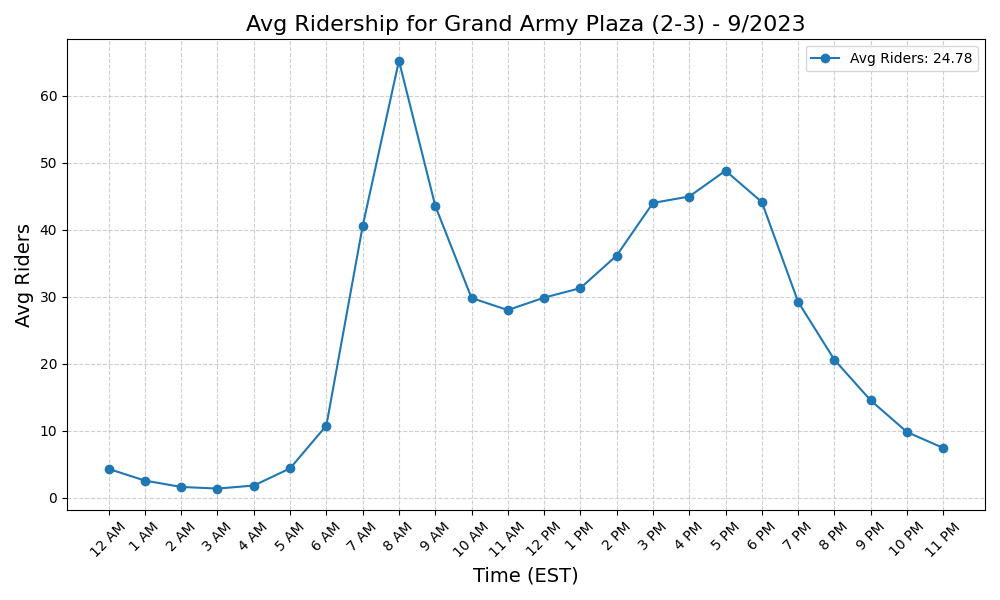 Avg Ridership for Grand Army Plaza (2-3) - 9/2023
Avg Riders: 24.78
Avg Riders
60
50
40
30
20
10
0
12 AM
1 AM
2 AM
3 AM
4 AM
5 AM
6 AM
7 AM
8 AM
9 AM
10 AM
11 AM
12 PM
1 PM
2 PM
3 PM
4 PM
5 PM
6 PM
7 PM
8 PM
9 PM
10 PM
11 PM
Time (EST)